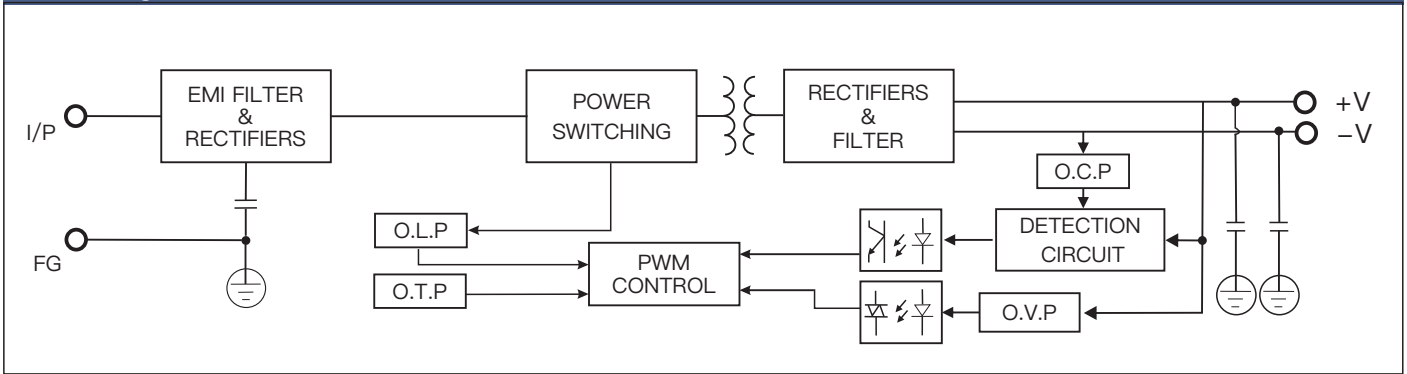 I/P
EMI FILTER
&
RECTIFIERS
POWER
SWITCHING
RECTIFIERS
&
FILTER
+V
−V
O.C.P
DETECTION
CIRCUIT
FG
O.L.P
O.T.P
PWM
CONTROL
O.V.P